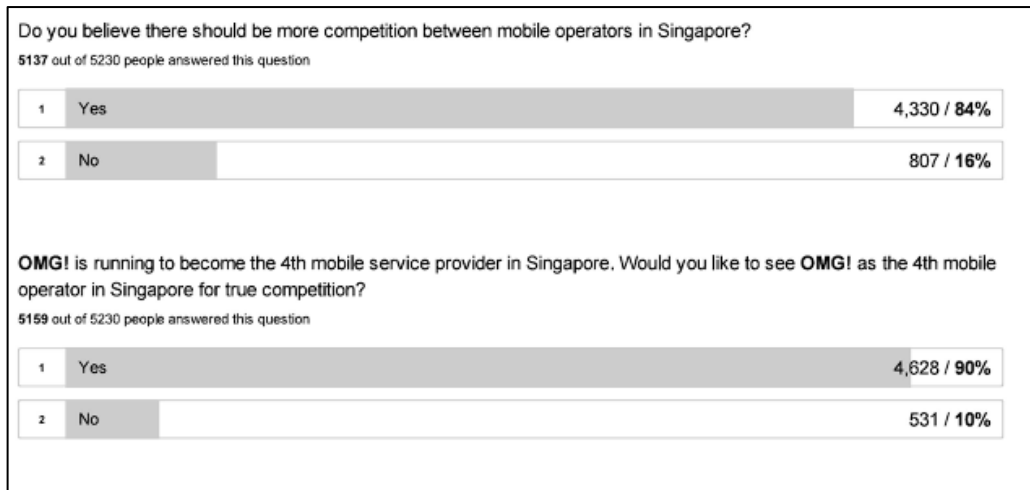 Do you believe there should be more competition between mobile operators in Singapore?
5137 out of 5230 people answered this question
1 Yes 4,330 / 84%
2 No 807 / 16%
OMG! is running to become the 4th mobile service provider in Singapore. Would you like to see OMG! as the 4th mobile
operator in Singapore for true competition?
5159 out of 5230 people answered this question
1 Yes 4,628 / 90%
2 No 531 / 10%